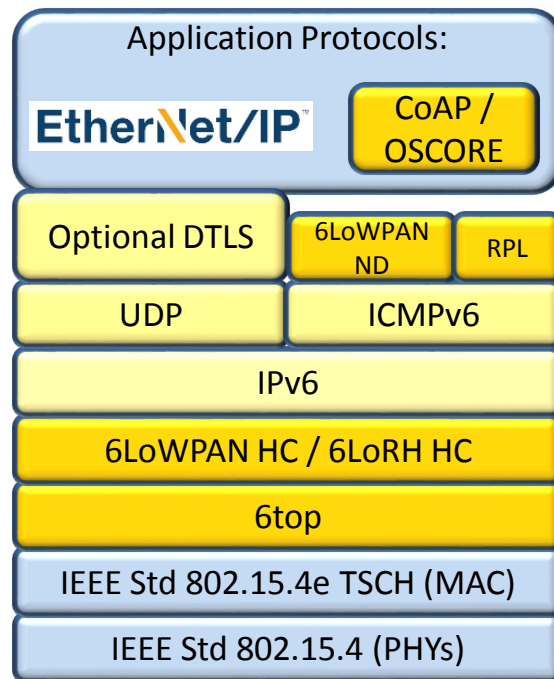 Application Protocols:
EtherNet/IP™
CoAP /
OSCORE
Optional DTLS
6LoWPAN
ND
RPL
UDP
ICMPv6
IPv6
6LoWPAN HC / 6LoRH HC
6top
IEEE Std 802.15.4e TSCH (MAC)
IEEE Std 802.15.4 (PHYs)